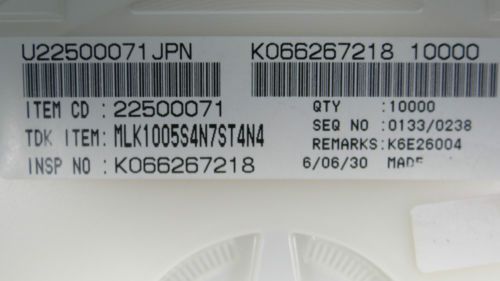 U22500071JPN K066267218 10000
ITEM CD : 22500071 QTY :10000
TDK ITEM: MLK1005S4N7ST4N4 SEQ NO :0133/0238
INSP NO : K066267218 REMARKS:K6E26004
6/06/30 MADE